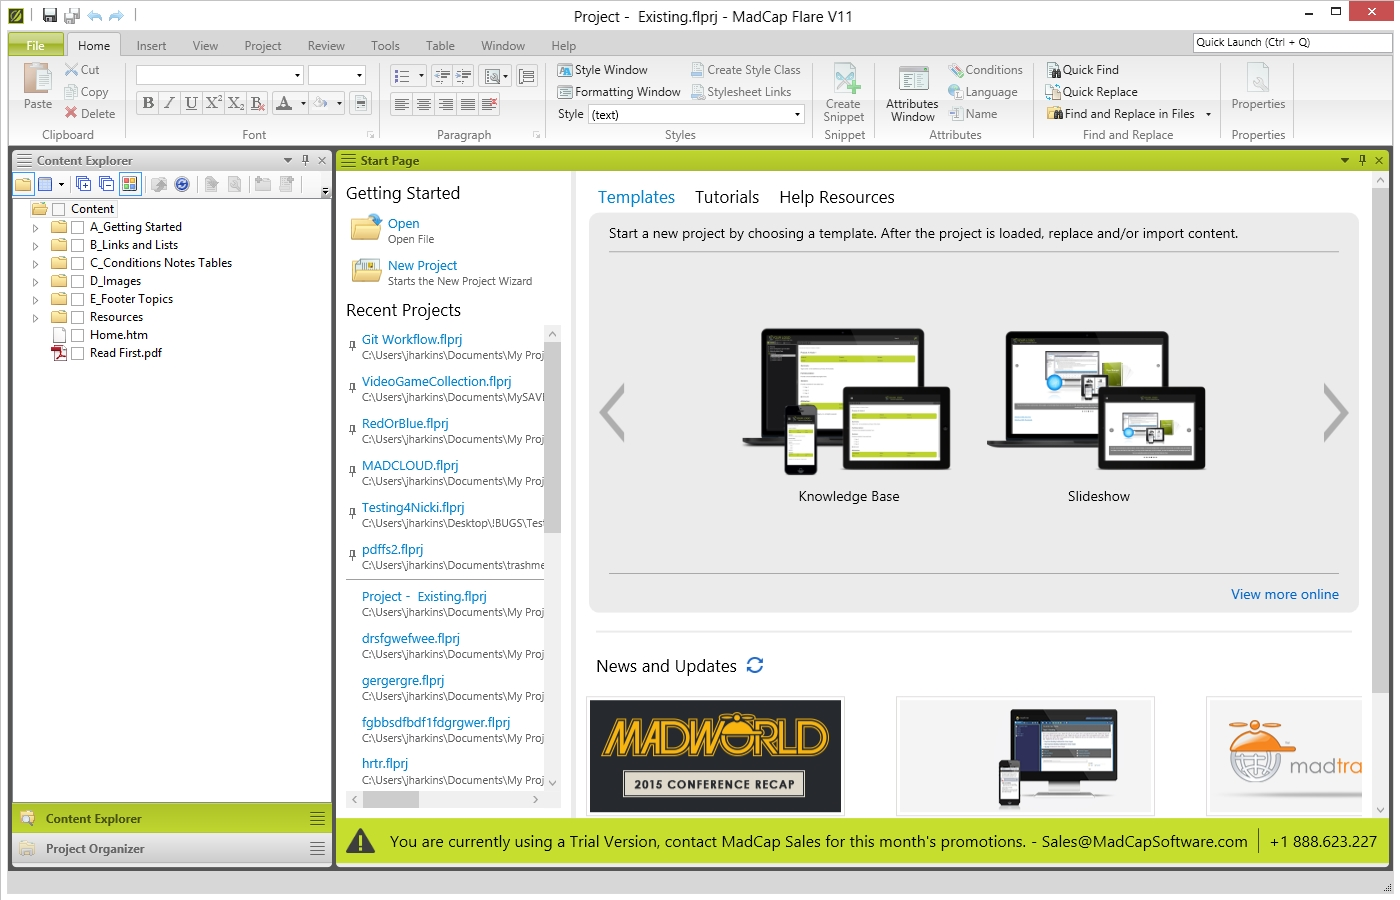 Project -  Existing.flprj - MadCap Flare V11
File Home Insert View Project Review Tools Table Window Help Quick Launch (Ctrl + Q)
Paste Cut Copy Delete
Clipboard
B I U X² X₂ B A
Font
Paragraph
Style Window Create Style Class
Formatting Window Stylesheet Links
Style (text)
Styles
Create Snippet
Snippet
Attributes Window Conditions Language Name
Attributes
Quick Find
Quick Replace
Find and Replace in Files
Find and Replace
Properties
Properties
Content Explorer
Content
A_Getting Started
B_Links and Lists
C_Conditions Notes Tables
D_Images
E_Footer Topics
Resources
Home.htm
Read First.pdf
Content Explorer
Project Organizer
Start Page
Getting Started
Open
Open File
New Project
Starts the New Project Wizard
Recent Projects
Git Workflow.flprj
C:\Users\jharkins\Documents\My Proj
VideoGameCollection.flprj
C:\Users\jharkins\Documents\MySAVI
RedOrBlue.flprj
C:\Users\jharkins\Documents\My Proj
MADCLOUD.flprj
C:\Users\jharkins\Documents\My Proj
Testing4Nicki.flprj
C:\Users\jharkins\Desktop\!BUGS\Test
pdffs2.flprj
C:\Users\jharkins\Documents\trashme
Project -  Existing.flprj
C:\Users\jharkins\Documents\My Proj
drsfgwefwee.flprj
C:\Users\jharkins\Documents\My Proj
gergergre.flprj
C:\Users\jharkins\Documents\My Proj
fgbbsdfbdf1fdgrgwer.flprj
C:\Users\jharkins\Documents\My Proj
hrtr.flprj
C:\Users\jharkins\Documents\My Proj
Templates Tutorials Help Resources
Start a new project by choosing a template. After the project is loaded, replace and/or import content.
Knowledge Base Slideshow
View more online
News and Updates
MADWORLD
2015 CONFERENCE RECAP
madtra
You are currently using a Trial Version, contact MadCap Sales for this month's promotions. - Sales@MadCapSoftware.com +1 888.623.227